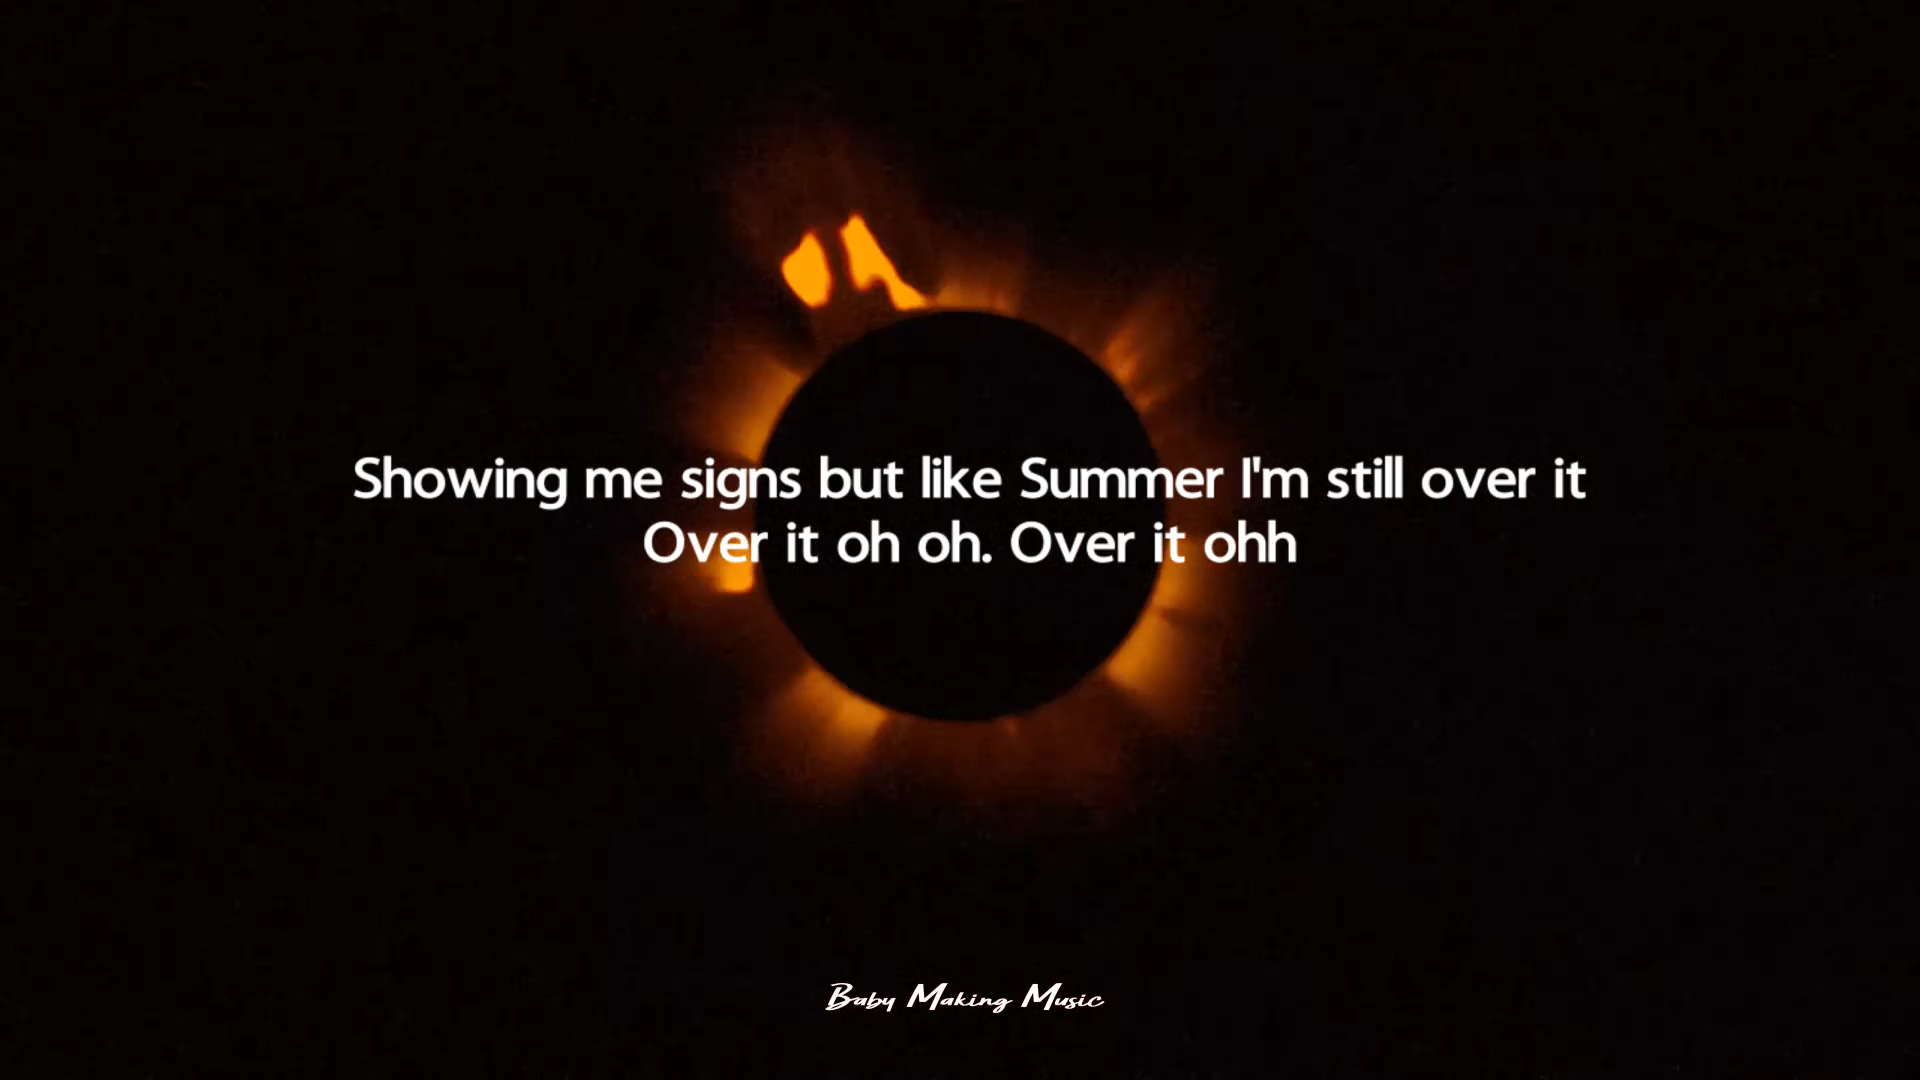 Showing me signs but like Summer I'm still over it
Over it oh oh. Over it ohh
Baby Making Music